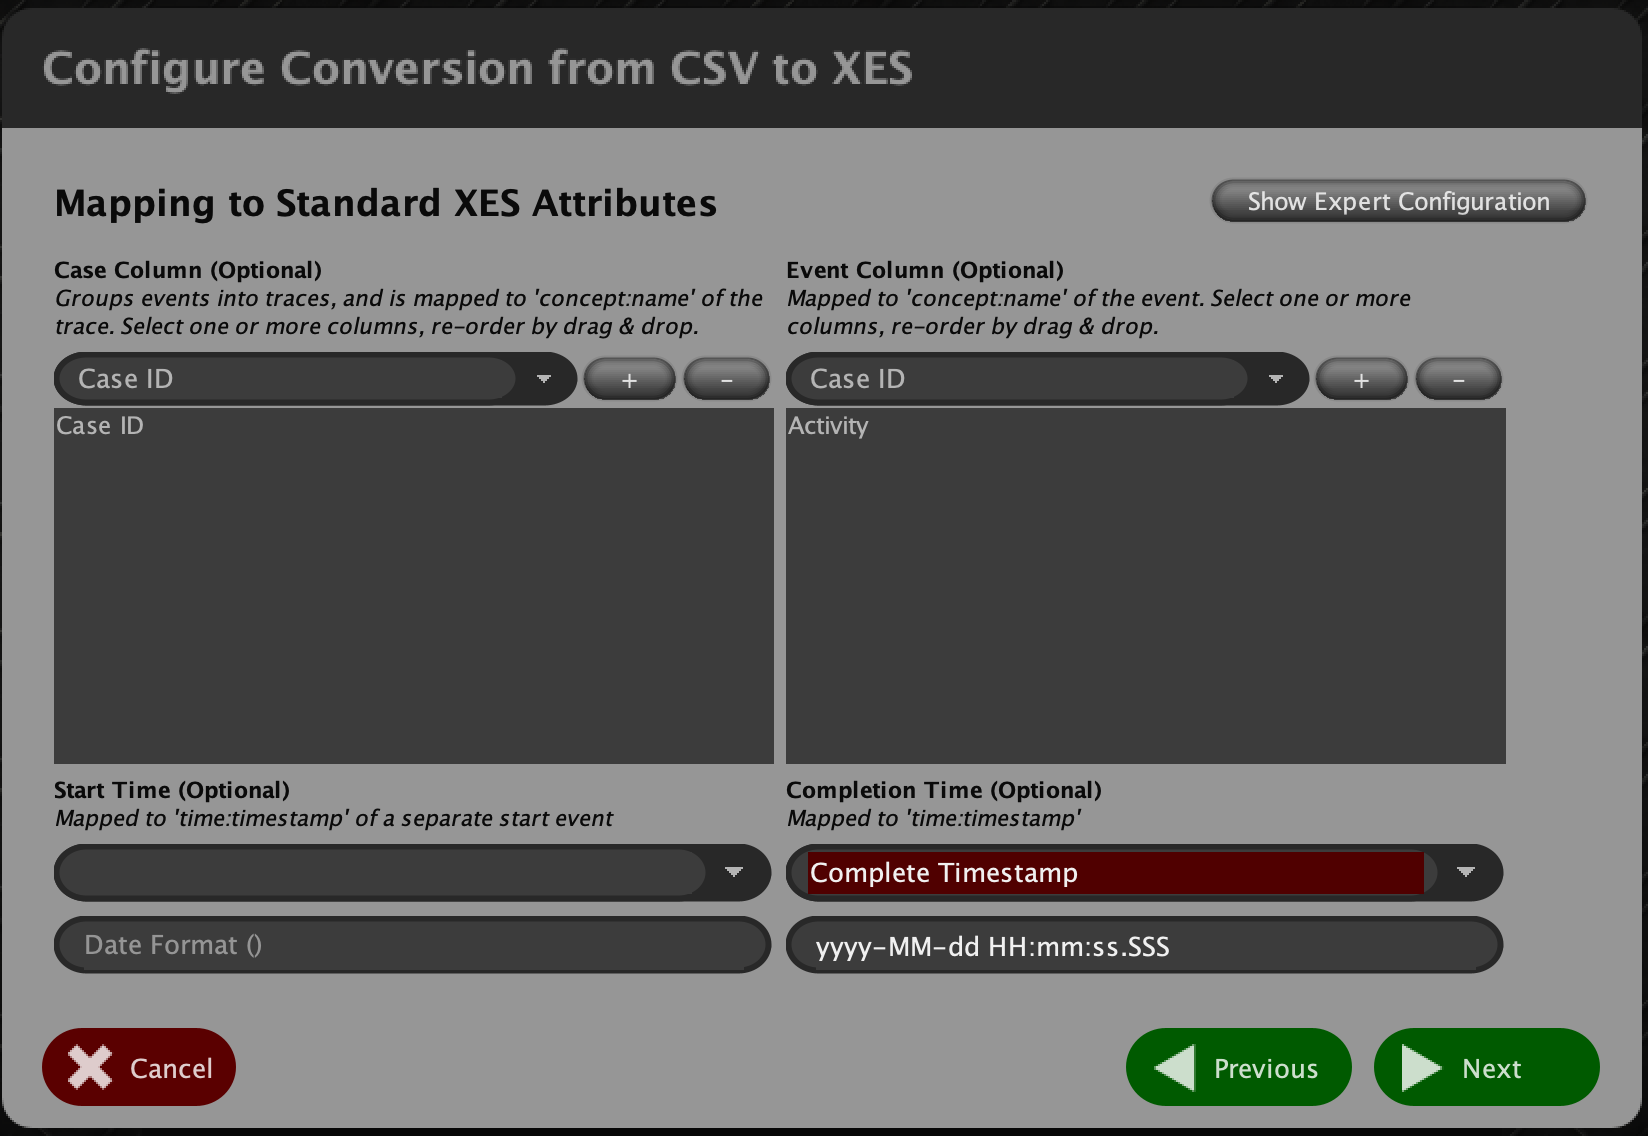 Configure Conversion from CSV to XES
Mapping to Standard XES Attributes
Show Expert Configuration
Case Column (Optional)
Groups events into traces, and is mapped to 'concept:name' of the
trace. Select one or more columns, re-order by drag & drop.
Case ID
+
-
Case ID
Event Column (Optional)
Mapped to 'concept:name' of the event. Select one or more
columns, re-order by drag & drop.
Case ID
+
-
Activity
Start Time (Optional)
Mapped to 'time:timestamp' of a separate start event
Date Format ()
Completion Time (Optional)
Mapped to 'time:timestamp'
Complete Timestamp
yyyy-MM-dd HH:mm:ss.SSS
Cancel
Previous
Next